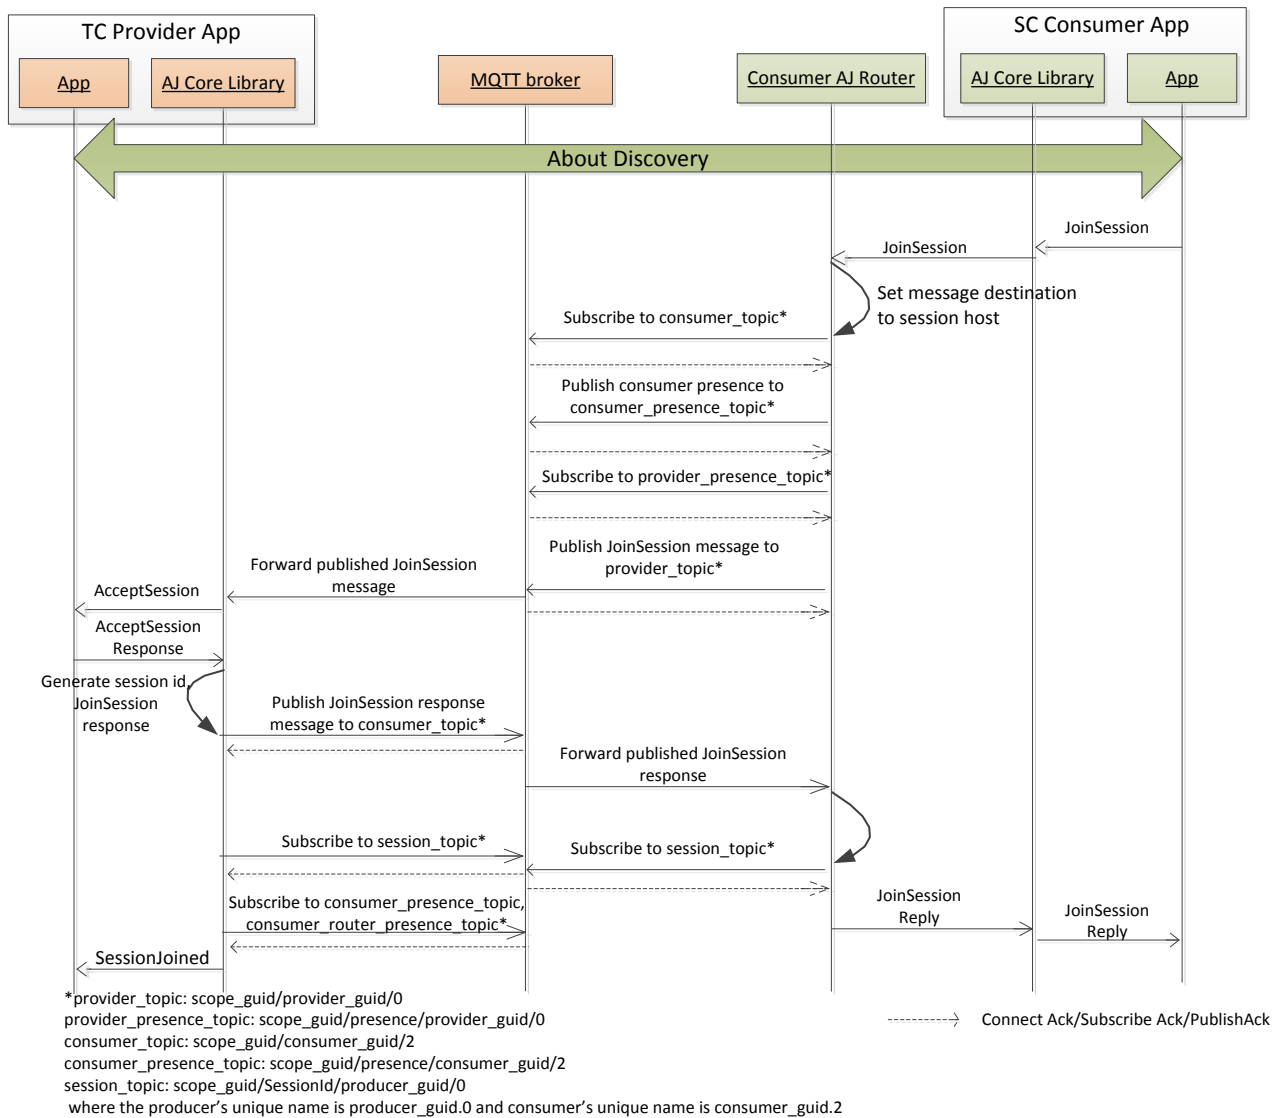 TC Provider App
SC Consumer App
App
AJ Core Library
MQTT broker
Consumer AJ Router
AJ Core Library
App
About Discovery
JoinSession
JoinSession
Set message destination
to session host
Subscribe to consumer_topic*
Publish consumer presence to
consumer_presence_topic*
Subscribe to provider_presence_topic*
Publish JoinSession message to
provider_topic*
Forward published JoinSession
message
AcceptSession
AcceptSession
Response
Generate session id,
JoinSession
response
Publish JoinSession response
message to consumer_topic*
Forward published JoinSession
response
Subscribe to session_topic*
Subscribe to session_topic*
Subscribe to consumer_presence_topic,
consumer_router_presence_topic*
JoinSession
Reply
JoinSession
Reply
SessionJoined
*provider_topic: scope_guid/provider_guid/0
provider_presence_topic: scope_guid/presence/provider_guid/0
consumer_topic: scope_guid/consumer_guid/2
consumer_presence_topic: scope_guid/presence/consumer_guid/2
session_topic: scope_guid/SessionId/producer_guid/0
where the producer's unique name is producer_guid.0 and consumer's unique name is consumer_guid.2
Connect Ack/Subscribe Ack/PublishAck